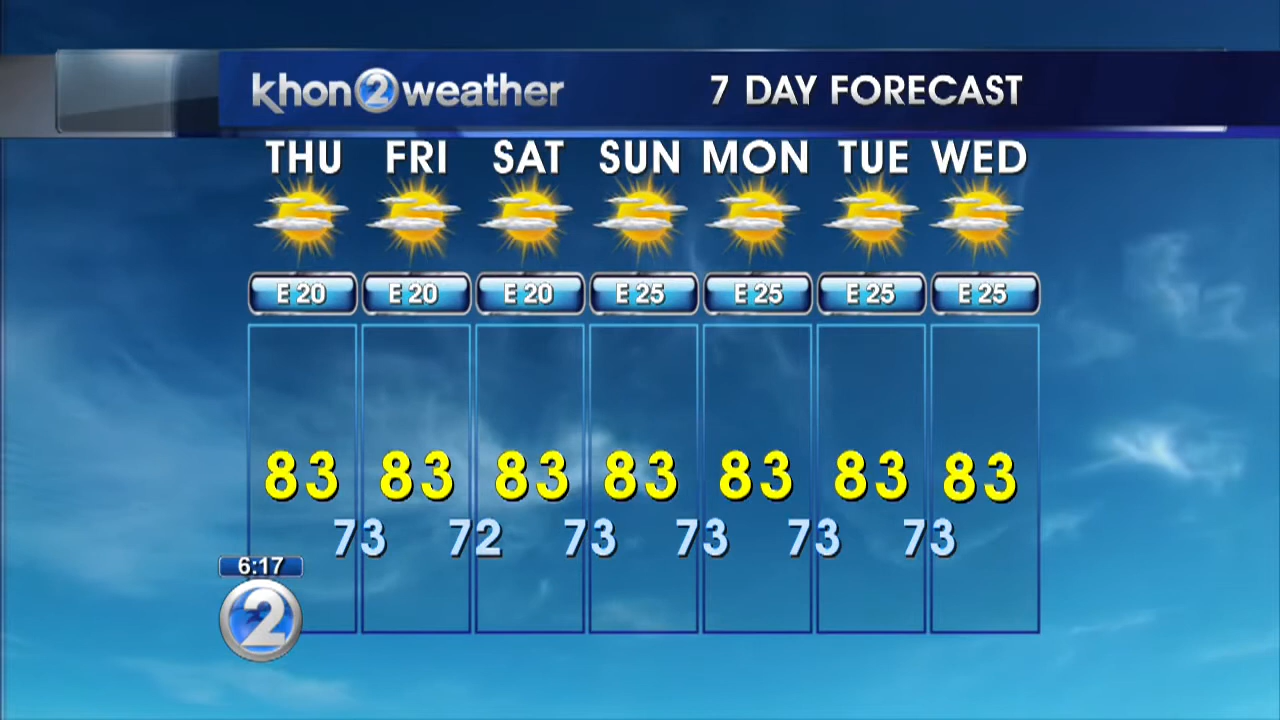 khon2weather 7 DAY FORECAST
THU FRI SAT SUN MON TUE WED
E 20 E 20 E 20 E 25 E 25 E 25 E 25
83 83 83 83 83 83 83
73 72 73 73 73 73
6:17
2